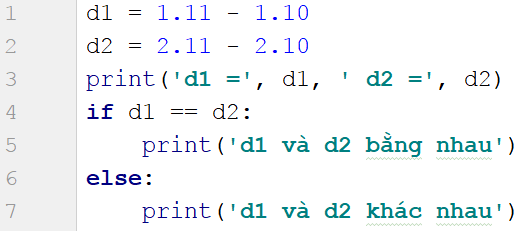 1 d1 = 1.11 - 1.10
2 d2 = 2.11 - 2.10
3 print('d1 =', d1, ' d2 =', d2)
4 if d1 == d2:
5     print('d1 và d2 bằng nhau')
6 else:
7     print('d1 và d2 khác nhau')